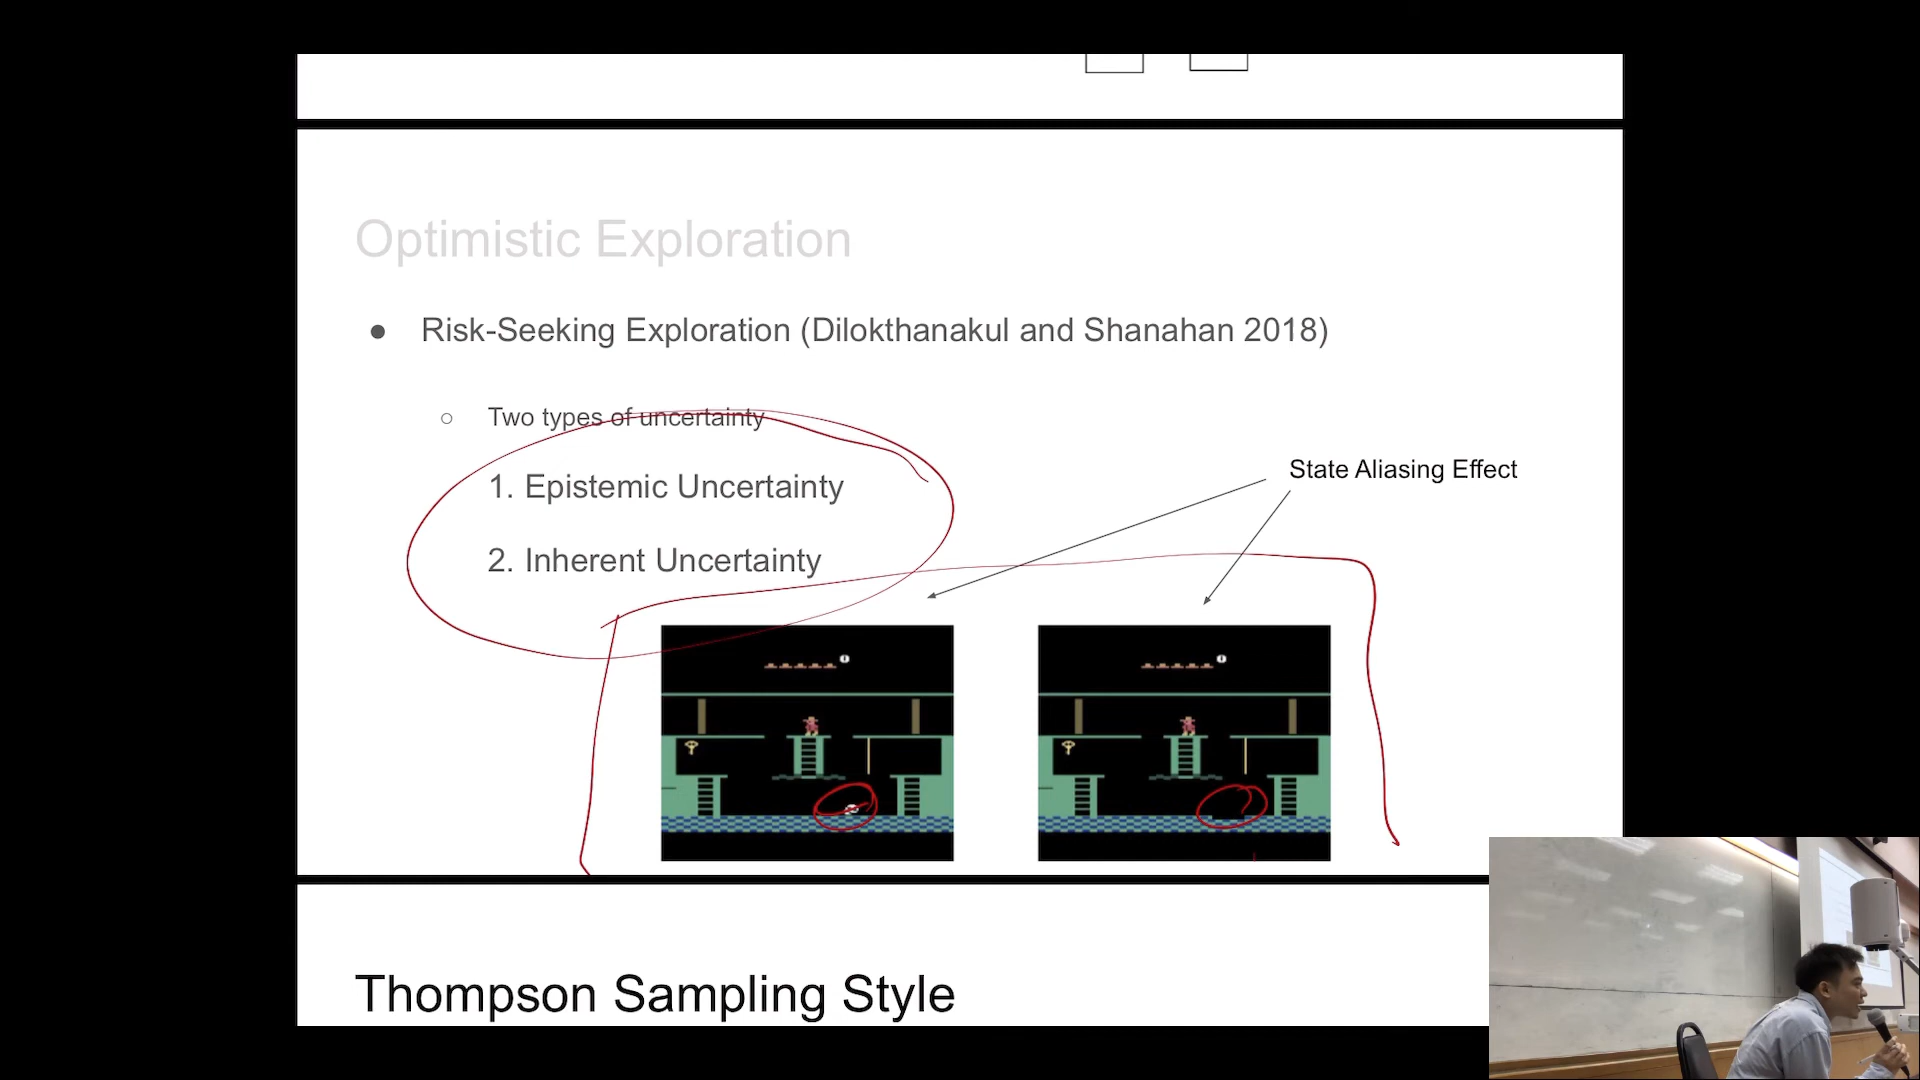 Optimistic Exploration
● Risk-Seeking Exploration (Dilokthanakul and Shanahan 2018)
○ Two types of uncertainty
1. Epistemic Uncertainty
State Aliasing Effect
2. Inherent Uncertainty
Thompson Sampling Style